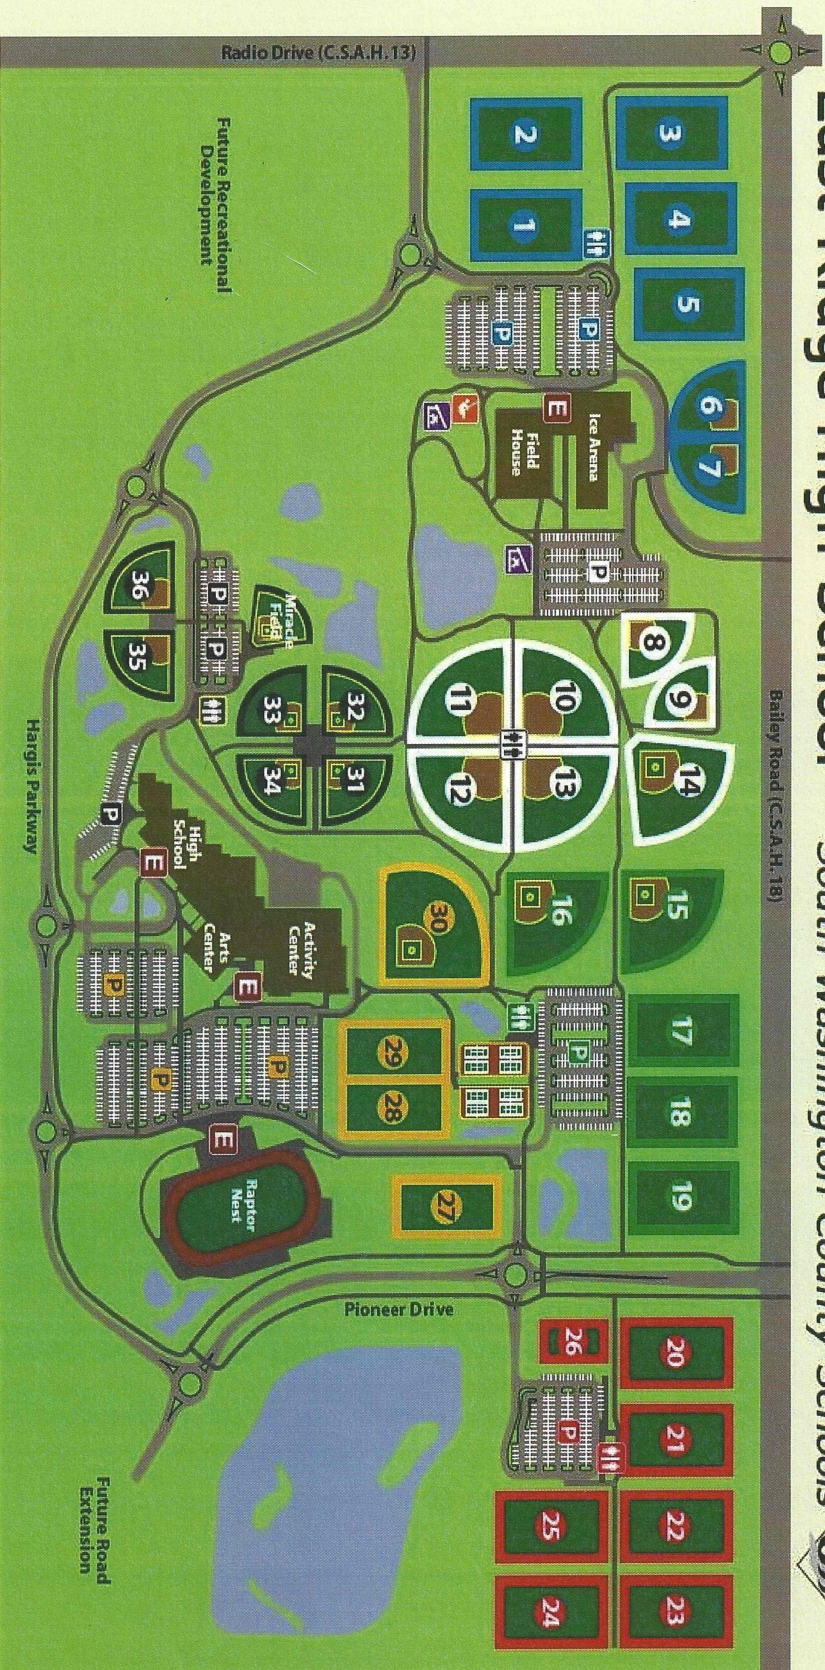 East Ridge High School
South Washington County Schools
Bailey Road (C.S.A.H. 18)
Radio Drive (C.S.A.H. 13)
3
4
5
6
7
8
9
14
15
17
18
19
20
21
22
23
2
1
P
P
E
Ice Arena
Field
House
P
10
11
12
13
16
P
26
P
25
24
Future Recreational
Development
Miracle
Field
32
33
31
34
30
29
28
27
Pioneer Drive
36
35
P
P
P
High
School
E
Arts
Center
Activity
Center
E
P
P
P
E
Raptor
Nest
Hargis Parkway
Future Road
Extension